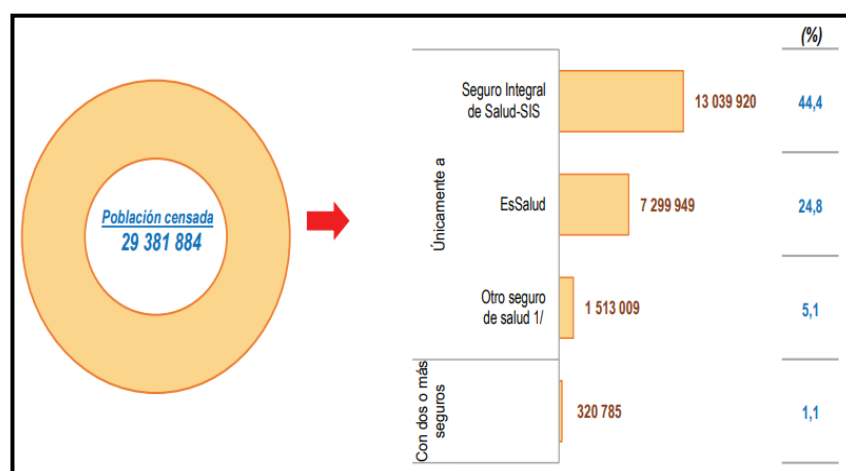 (%)
Población censada
29 381 884
Únicamente a
Seguro Integral
de Salud-SIS
13 039 920
44,4
EsSalud
7 299 949
24,8
Otro seguro
de salud 1/
1 513 009
5,1
Con dos o más
seguros
320 785
1,1